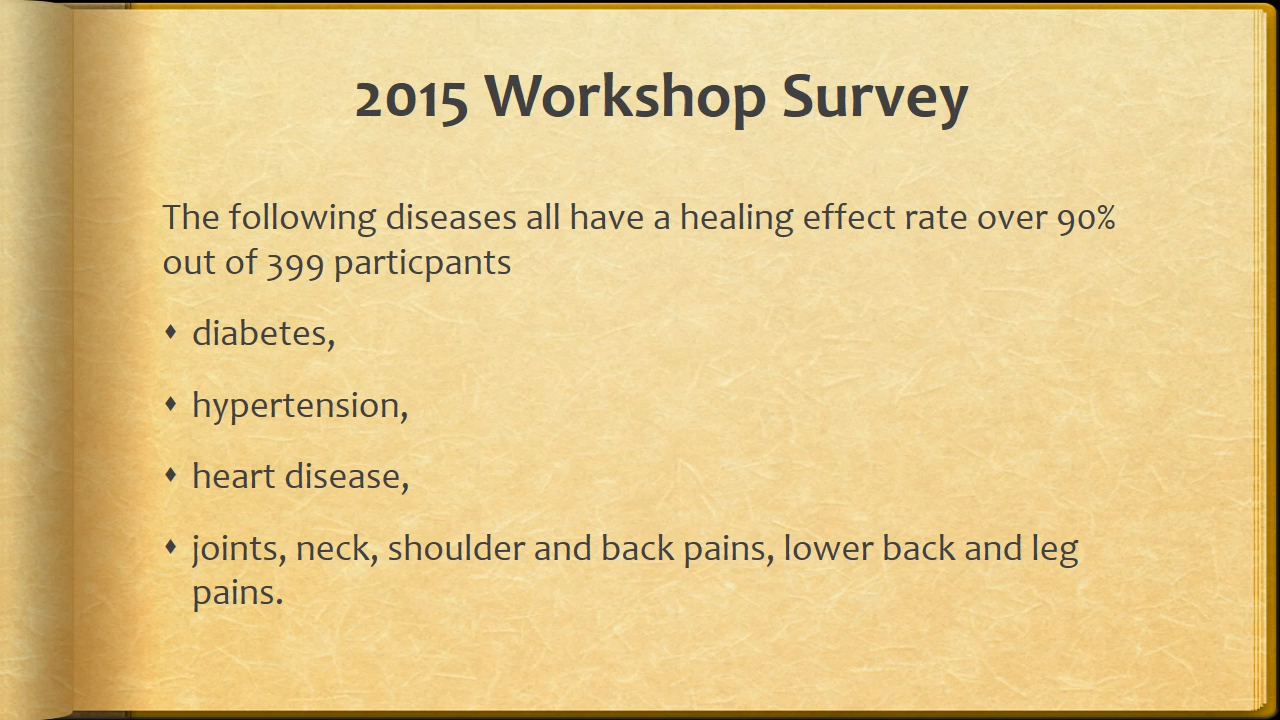 2015 Workshop Survey
The following diseases all have a healing effect rate over 90%
out of 399 particpants
♦ diabetes,
♦ hypertension,
♦ heart disease,
♦ joints, neck, shoulder and back pains, lower back and leg
pains.